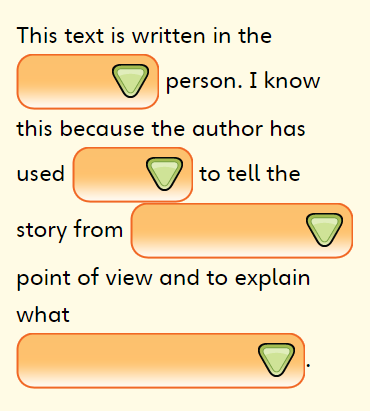 This text is written in the
person. I know
this because the author has
used to tell the
story from
point of view and to explain
what
.